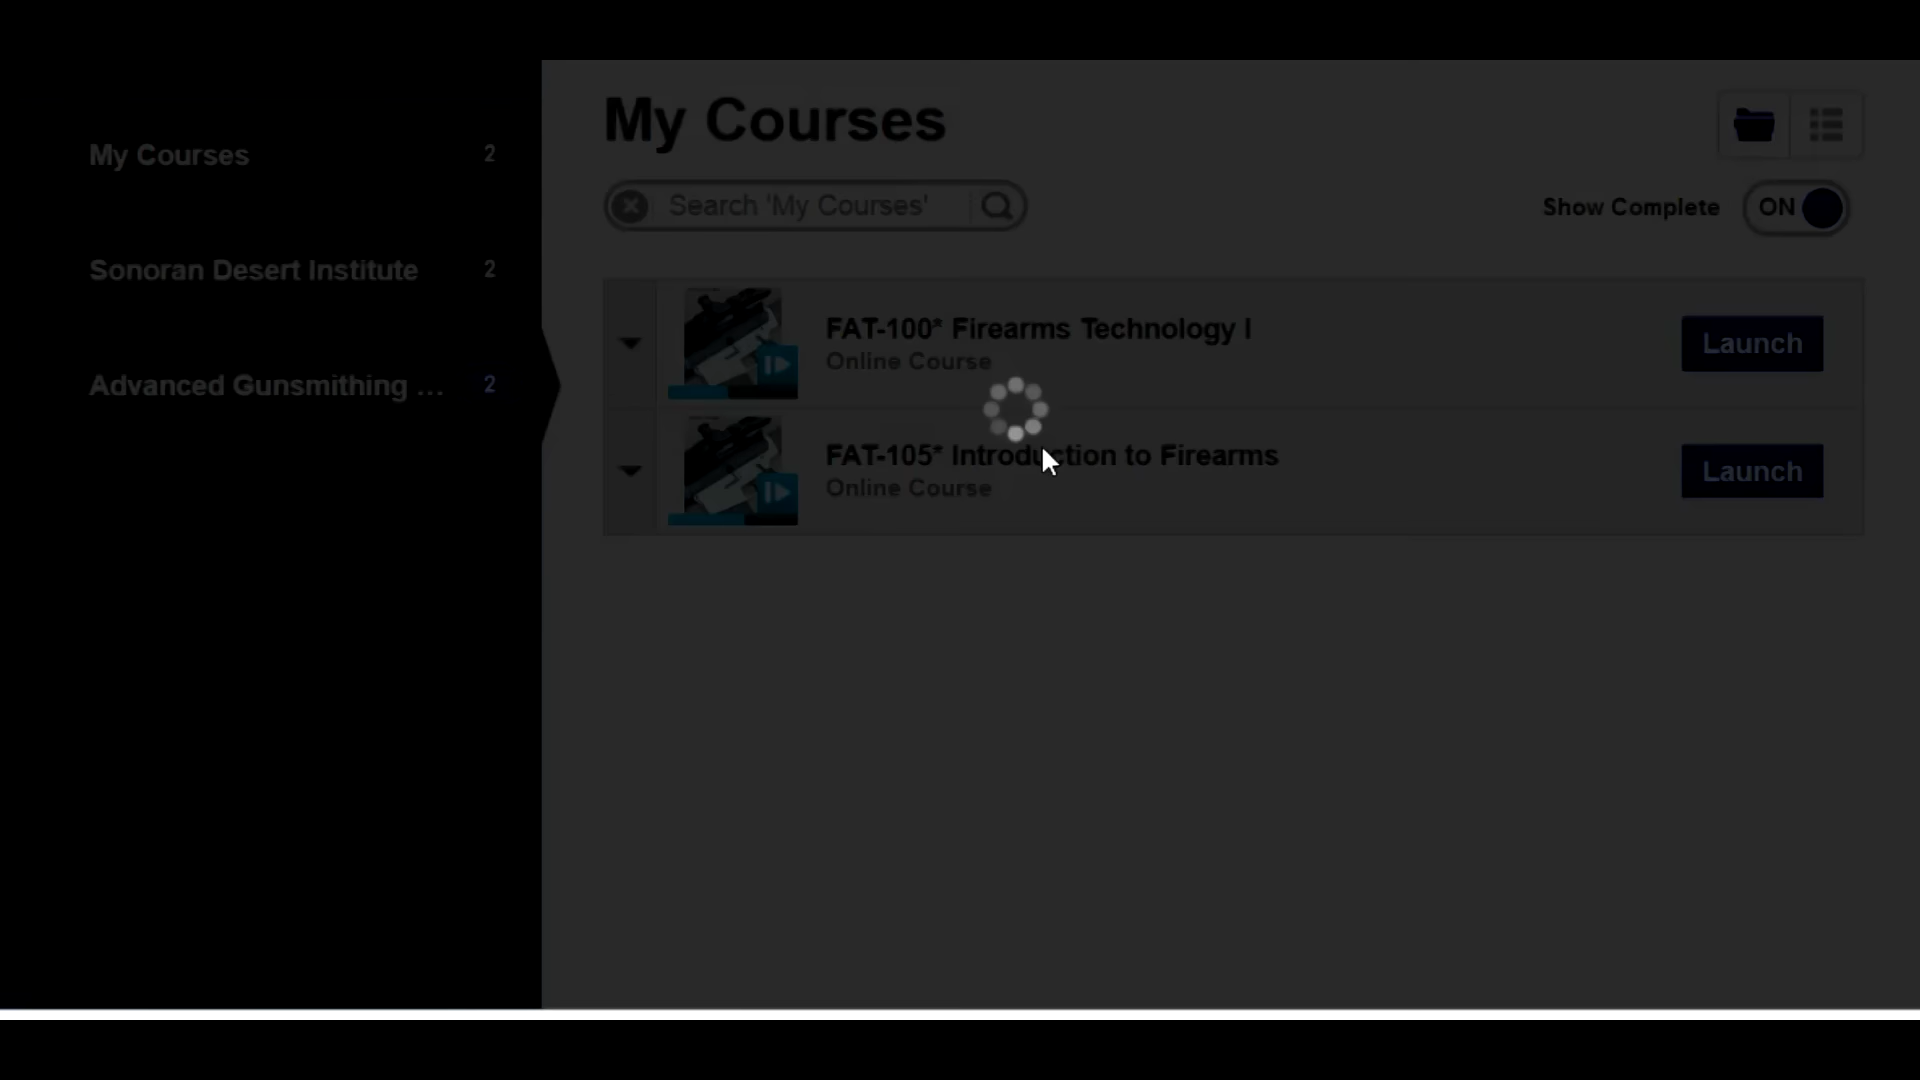 My Courses 2
Sonoran Desert Institute 2
Advanced Gunsmithing ... 2
My Courses
Search 'My Courses'
Show Complete ON
FAT-100* Firearms Technology I
Online Course
Launch
FAT-105* Introduction to Firearms
Online Course
Launch